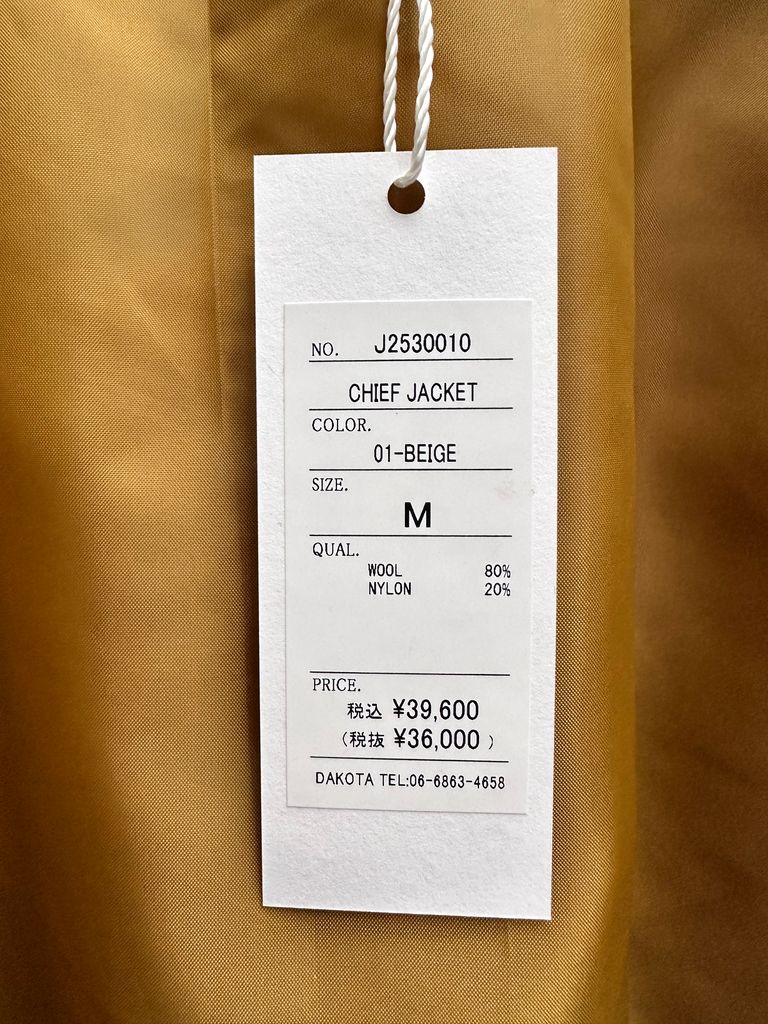 NO. J2530010
CHIEF JACKET
COLOR.
01-BEIGE
SIZE.
M
QUAL.
WOOL 80%
NYLON 20%
PRICE.
税込 ¥39,600
(税抜 ¥36,000 )
DAKOTA TEL:06-6863-4658